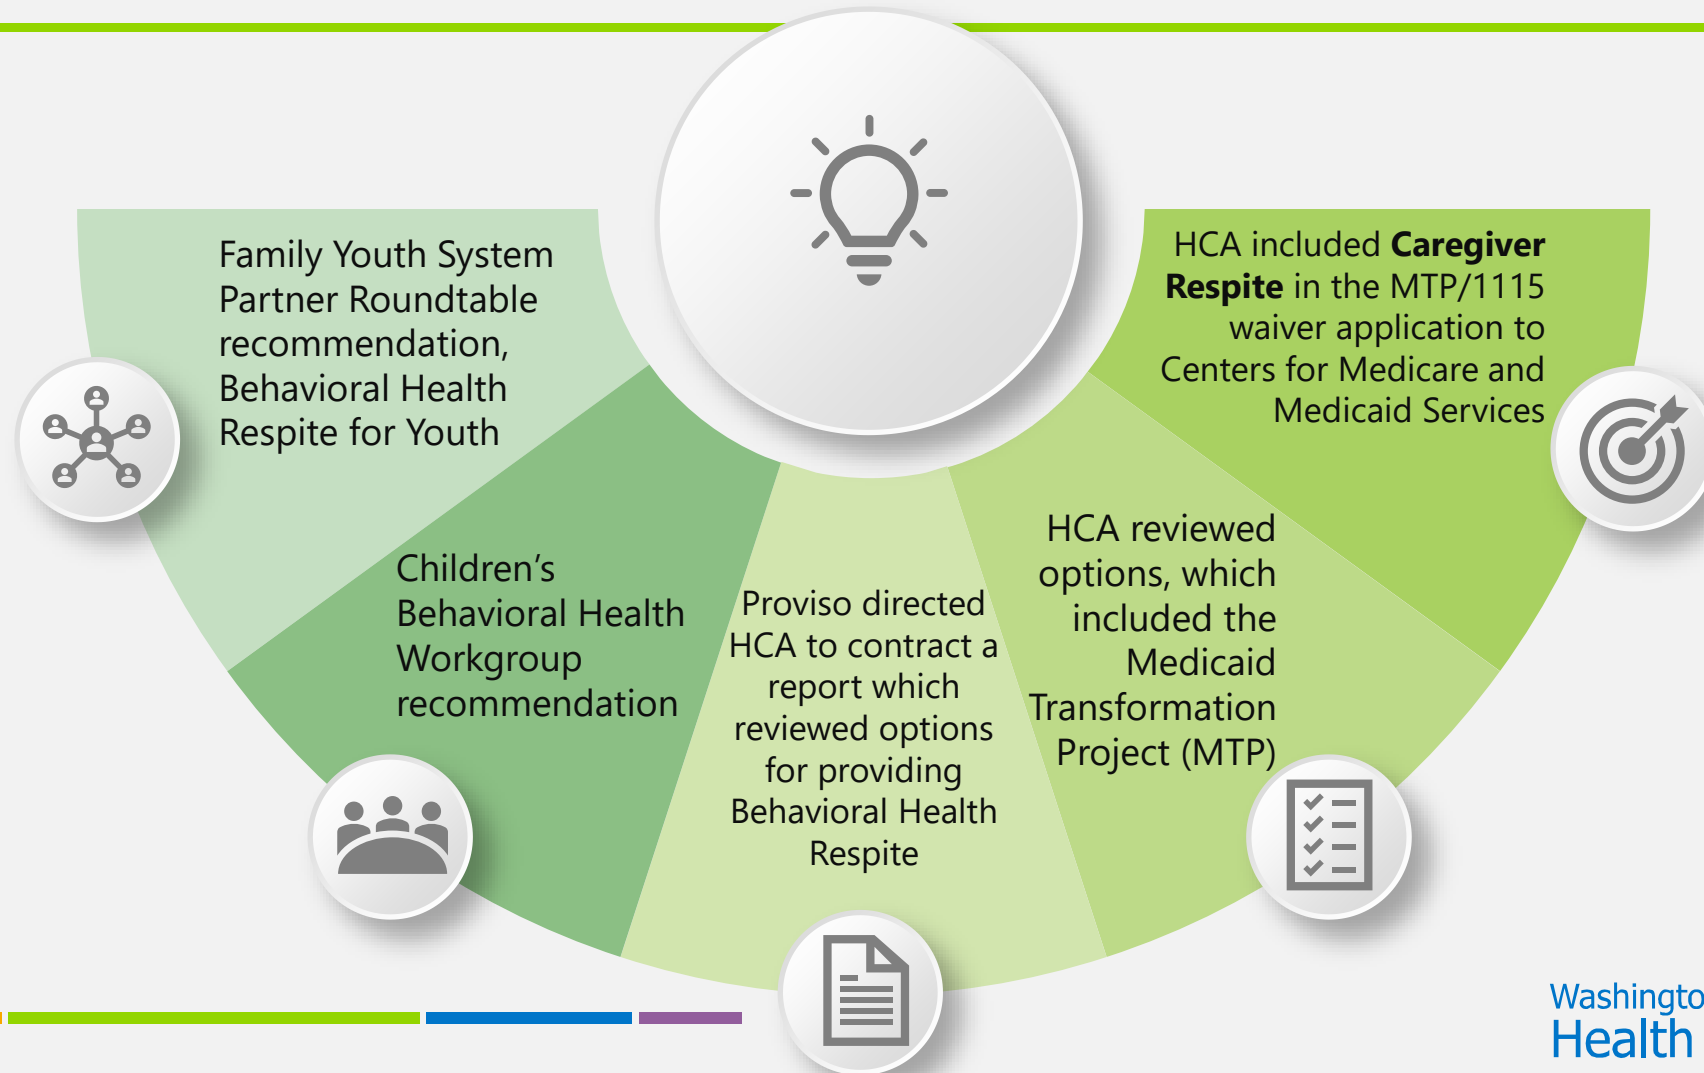 Family Youth System
Partner Roundtable
recommendation,
Behavioral Health
Respite for Youth
Children’s
Behavioral Health
Workgroup
recommendation
Proviso directed
HCA to contract a
report which
reviewed options
for providing
Behavioral Health
Respite
HCA reviewed
options, which
included the
Medicaid
Transformation
Project (MTP)
HCA included Caregiver
Respite in the MTP/1115
waiver application to
Centers for Medicare and
Medicaid Services
Washingto
Health